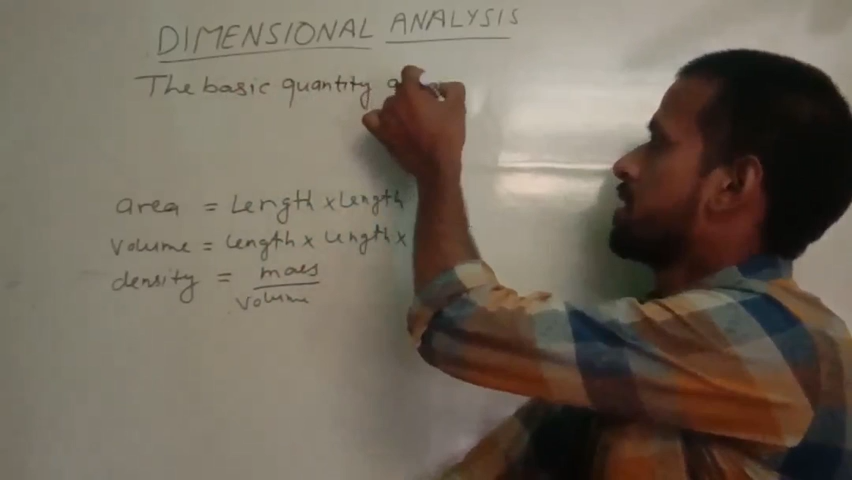 DIMENSIONAL ANALYSIS
The basic quantity
area = Length × Length
Volume = Length × Length ×
density = mass
Volume